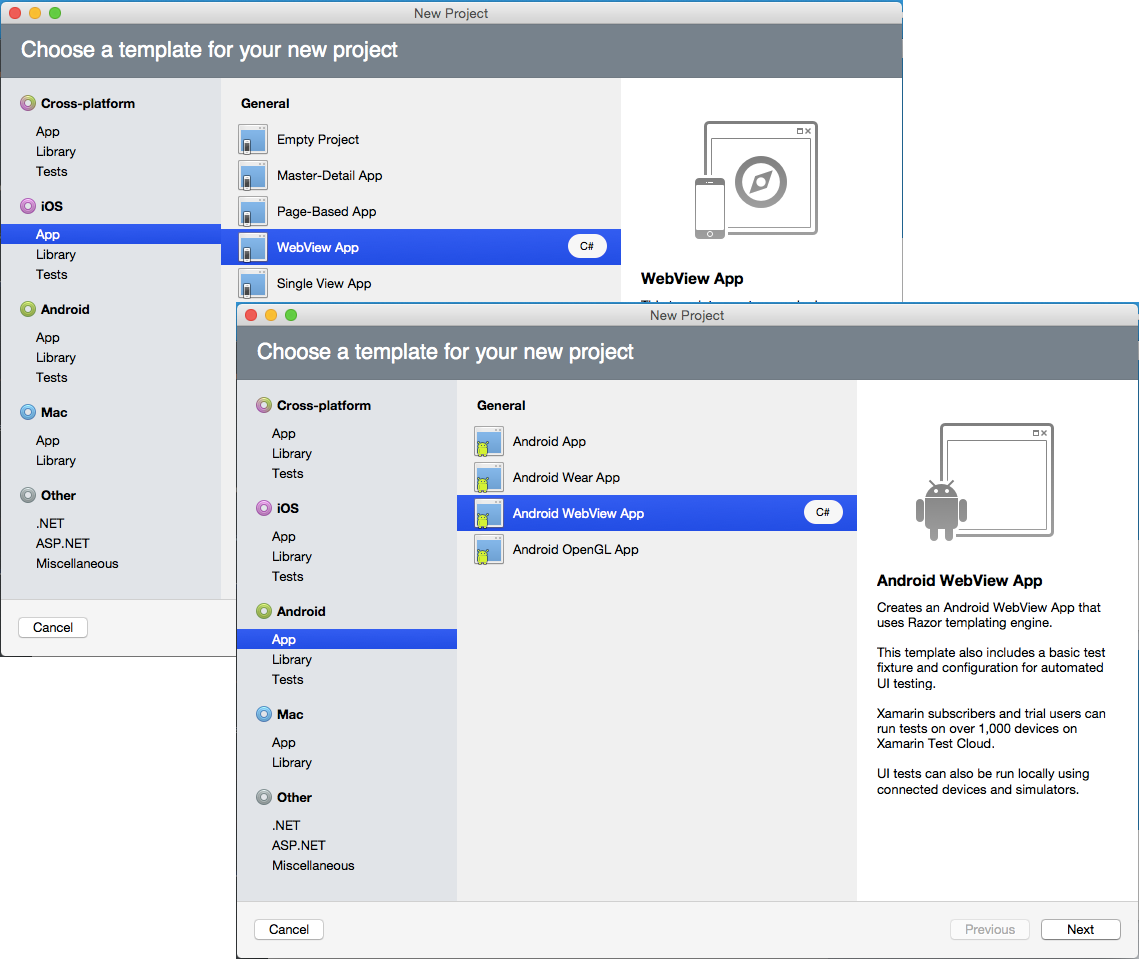 New Project
Choose a template for your new project
Cross-platform
App
Library
Tests
iOS
App
Library
Tests
Android
App
Library
Tests
Mac
App
Library
Other
.NET
ASP.NET
Miscellaneous
Cancel
General
Empty Project
Master-Detail App
Page-Based App
WebView App
C#
Single View App
WebView App
New Project
Choose a template for your new project
Cross-platform
App
Library
Tests
iOS
App
Library
Tests
Android
App
Library
Tests
Mac
App
Library
Other
.NET
ASP.NET
Miscellaneous
General
Android App
Android Wear App
Android WebView App
C#
Android OpenGL App
Android WebView App
Creates an Android WebView App that
uses Razor templating engine.
This template also includes a basic test
fixture and configuration for automated
UI testing.
Xamarin subscribers and trial users can
run tests on over 1,000 devices on
Xamarin Test Cloud.
UI tests can also be run locally using
connected devices and simulators.
Cancel
Previous
Next